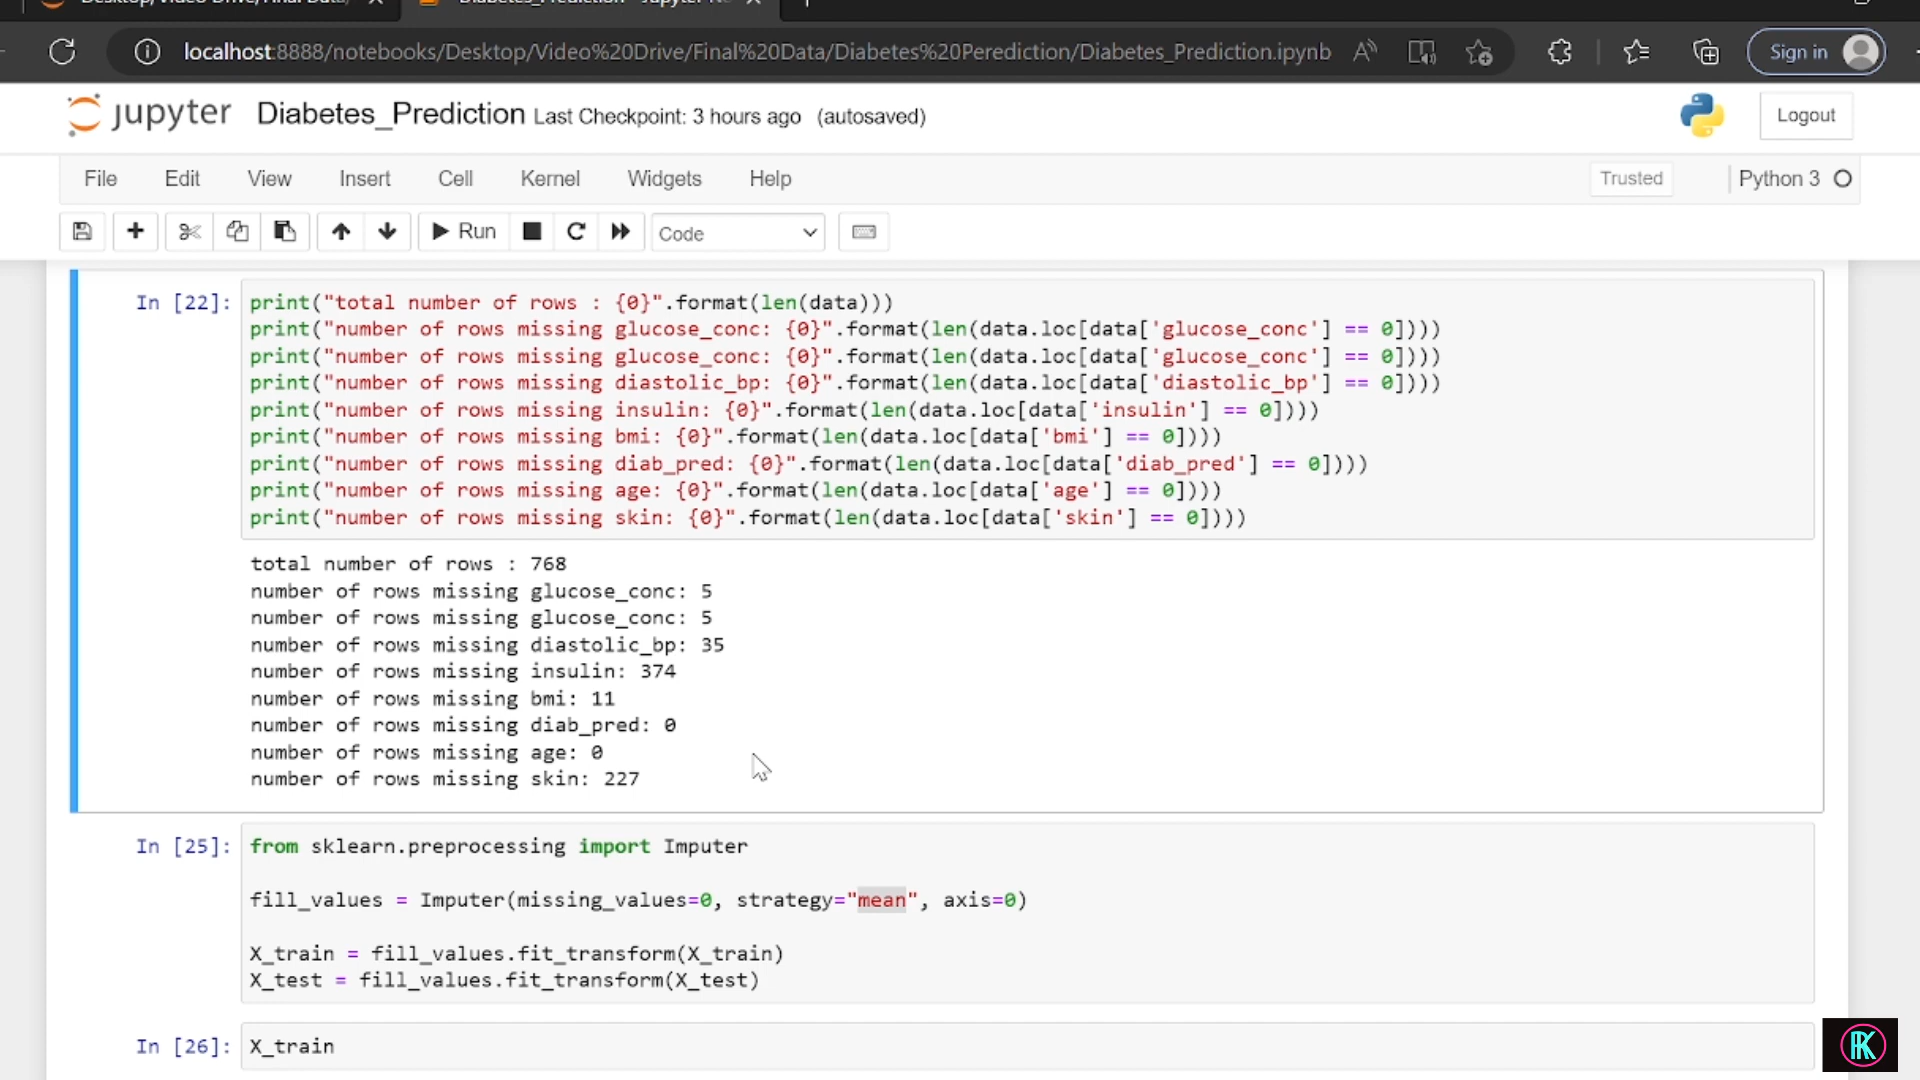 localhost:8888/notebooks/Desktop/Video%20Drive/Final%20Data/Diabetes%20Perediction/Diabetes_Prediction.ipynb
Sign in
jupyter Diabetes_Prediction Last Checkpoint: 3 hours ago (autosaved)
Logout
File Edit View Insert Cell Kernel Widgets Help
Trusted
Python 3
Run
Code
In [22]: print("total number of rows : {0}".format(len(data)))
print("number of rows missing glucose_conc: {0}".format(len(data.loc[data['glucose_conc'] == 0])))
print("number of rows missing glucose_conc: {0}".format(len(data.loc[data['glucose_conc'] == 0])))
print("number of rows missing diastolic_bp: {0}".format(len(data.loc[data['diastolic_bp'] == 0])))
print("number of rows missing insulin: {0}".format(len(data.loc[data['insulin'] == 0])))
print("number of rows missing bmi: {0}".format(len(data.loc[data['bmi'] == 0])))
print("number of rows missing diab_pred: {0}".format(len(data.loc[data['diab_pred'] == 0])))
print("number of rows missing age: {0}".format(len(data.loc[data['age'] == 0])))
print("number of rows missing skin: {0}".format(len(data.loc[data['skin'] == 0])))
total number of rows : 768
number of rows missing glucose_conc: 5
number of rows missing glucose_conc: 5
number of rows missing diastolic_bp: 35
number of rows missing insulin: 374
number of rows missing bmi: 11
number of rows missing diab_pred: 0
number of rows missing age: 0
number of rows missing skin: 227
In [25]: from sklearn.preprocessing import Imputer
fill_values = Imputer(missing_values=0, strategy="mean", axis=0)
X_train = fill_values.fit_transform(X_train)
X_test = fill_values.fit_transform(X_test)
In [26]: X_train